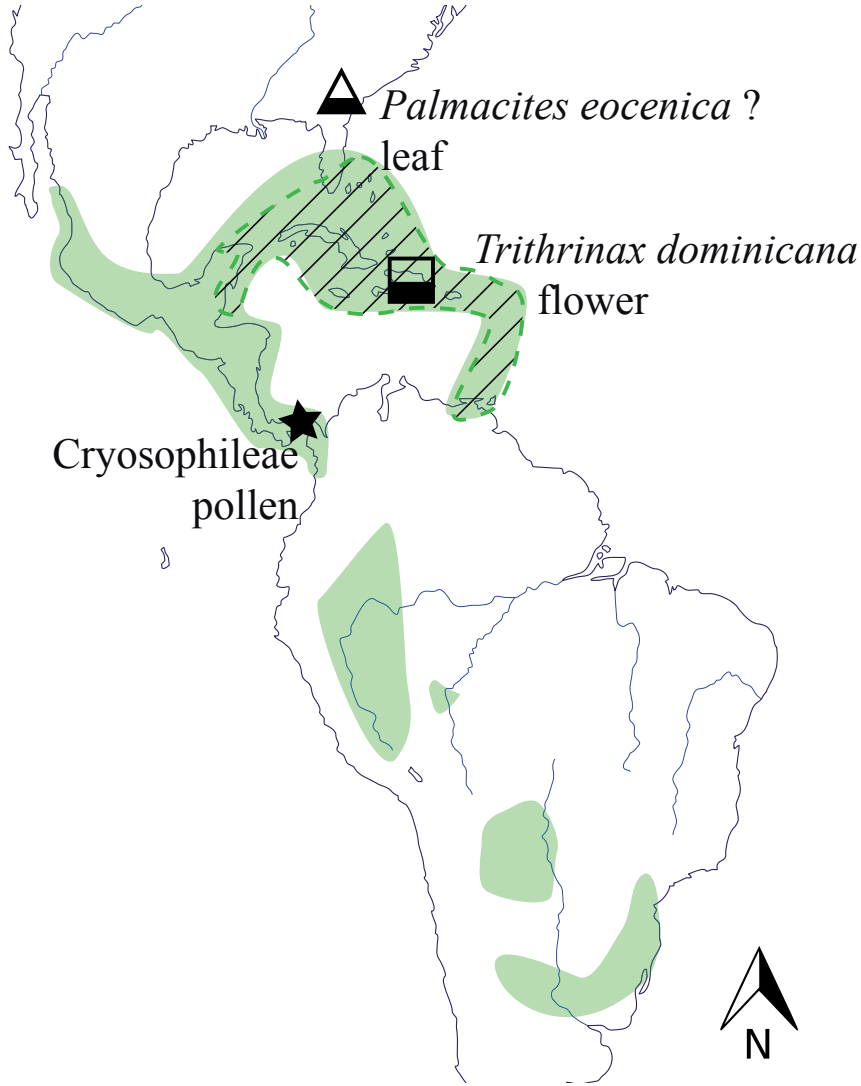 Palmacites eocenica ?
leaf
Trithrinax dominicana
flower
Cryosophileae
pollen
N